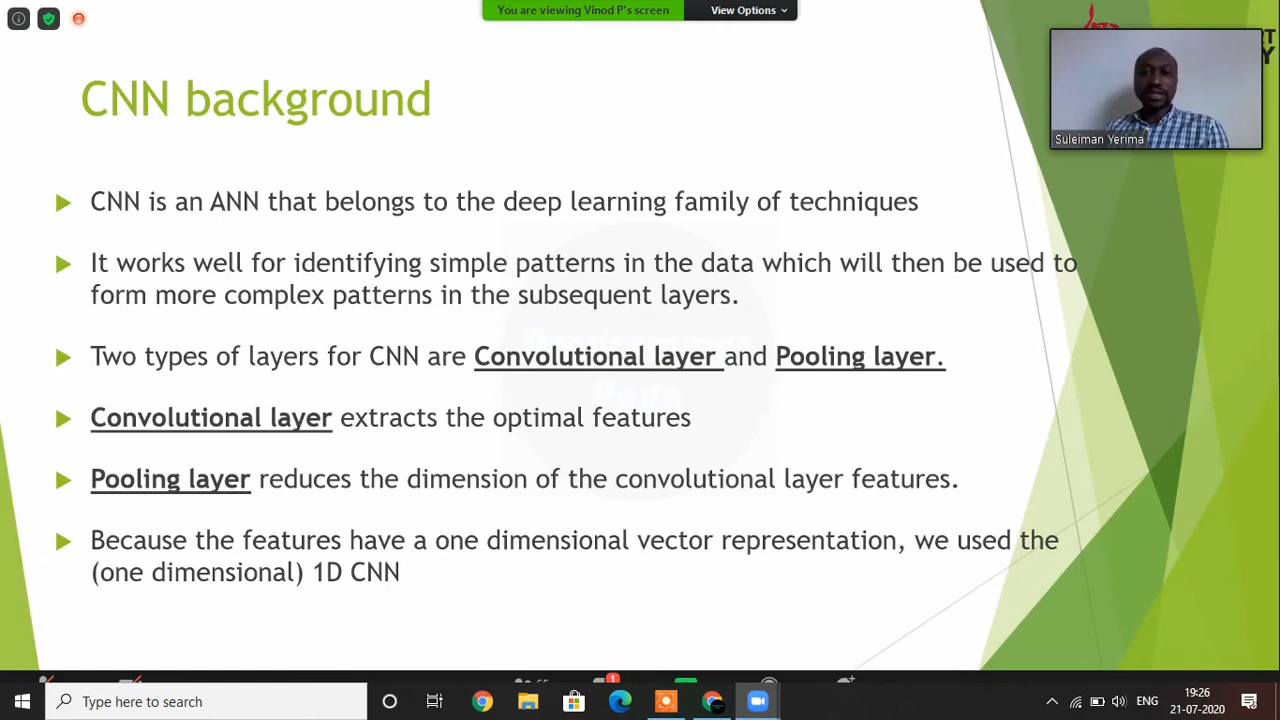 You are viewing Vinod P's screen
View Options
Suleiman Yerima
CNN background
CNN is an ANN that belongs to the deep learning family of techniques
It works well for identifying simple patterns in the data which will then be used to
form more complex patterns in the subsequent layers.
Two types of layers for CNN are Convolutional layer and Pooling layer.
Convolutional layer extracts the optimal features
Pooling layer reduces the dimension of the convolutional layer features.
Because the features have a one dimensional vector representation, we used the
(one dimensional) 1D CNN
1
Type here to search
ENG
19:26
21-07-2020